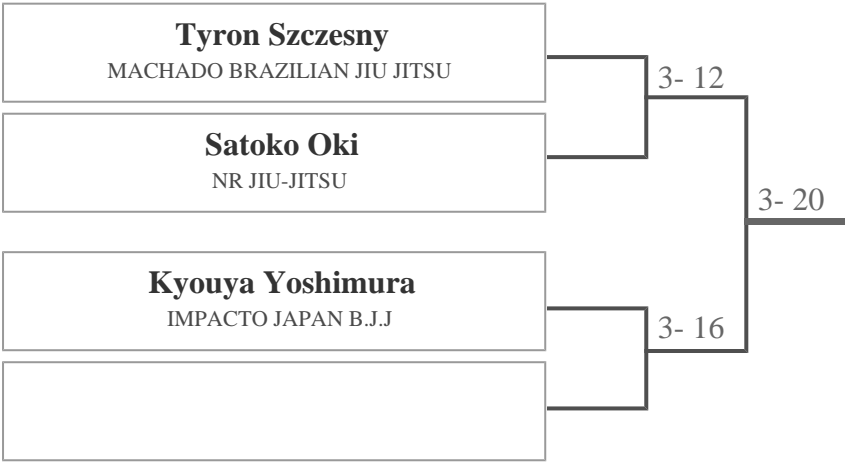 Tyron Szczesny
MACHADO BRAZILIAN JIU JITSU
3- 12
Satoko Oki
NR JIU-JITSU
3- 20
Kyouya Yoshimura
IMPACTO JAPAN B.J.J
3- 16